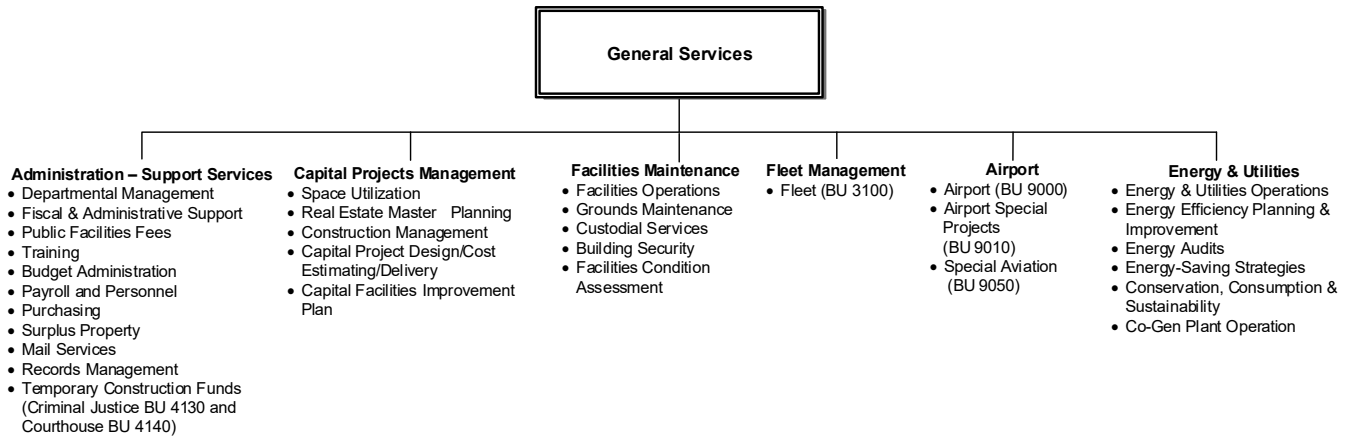 General Services
Administration – Support Services
• Departmental Management
• Fiscal & Administrative Support
• Public Facilities Fees
• Training
• Budget Administration
• Payroll and Personnel
• Purchasing
• Surplus Property
• Mail Services
• Records Management
• Temporary Construction Funds
(Criminal Justice BU 4130 and
Courthouse BU 4140)
Capital Projects Management
• Space Utilization
• Real Estate Master Planning
• Construction Management
• Capital Project Design/Cost
Estimating/Delivery
• Capital Facilities Improvement
Plan
Facilities Maintenance
• Facilities Operations
• Grounds Maintenance
• Custodial Services
• Building Security
• Facilities Condition
Assessment
Fleet Management
• Fleet (BU 3100)
Airport
• Airport (BU 9000)
• Airport Special
Projects
(BU 9010)
• Special Aviation
(BU 9050)
Energy & Utilities
• Energy & Utilities Operations
• Energy Efficiency Planning &
Improvement
• Energy Audits
• Energy-Saving Strategies
• Conservation, Consumption &
Sustainability
• Co-Gen Plant Operation